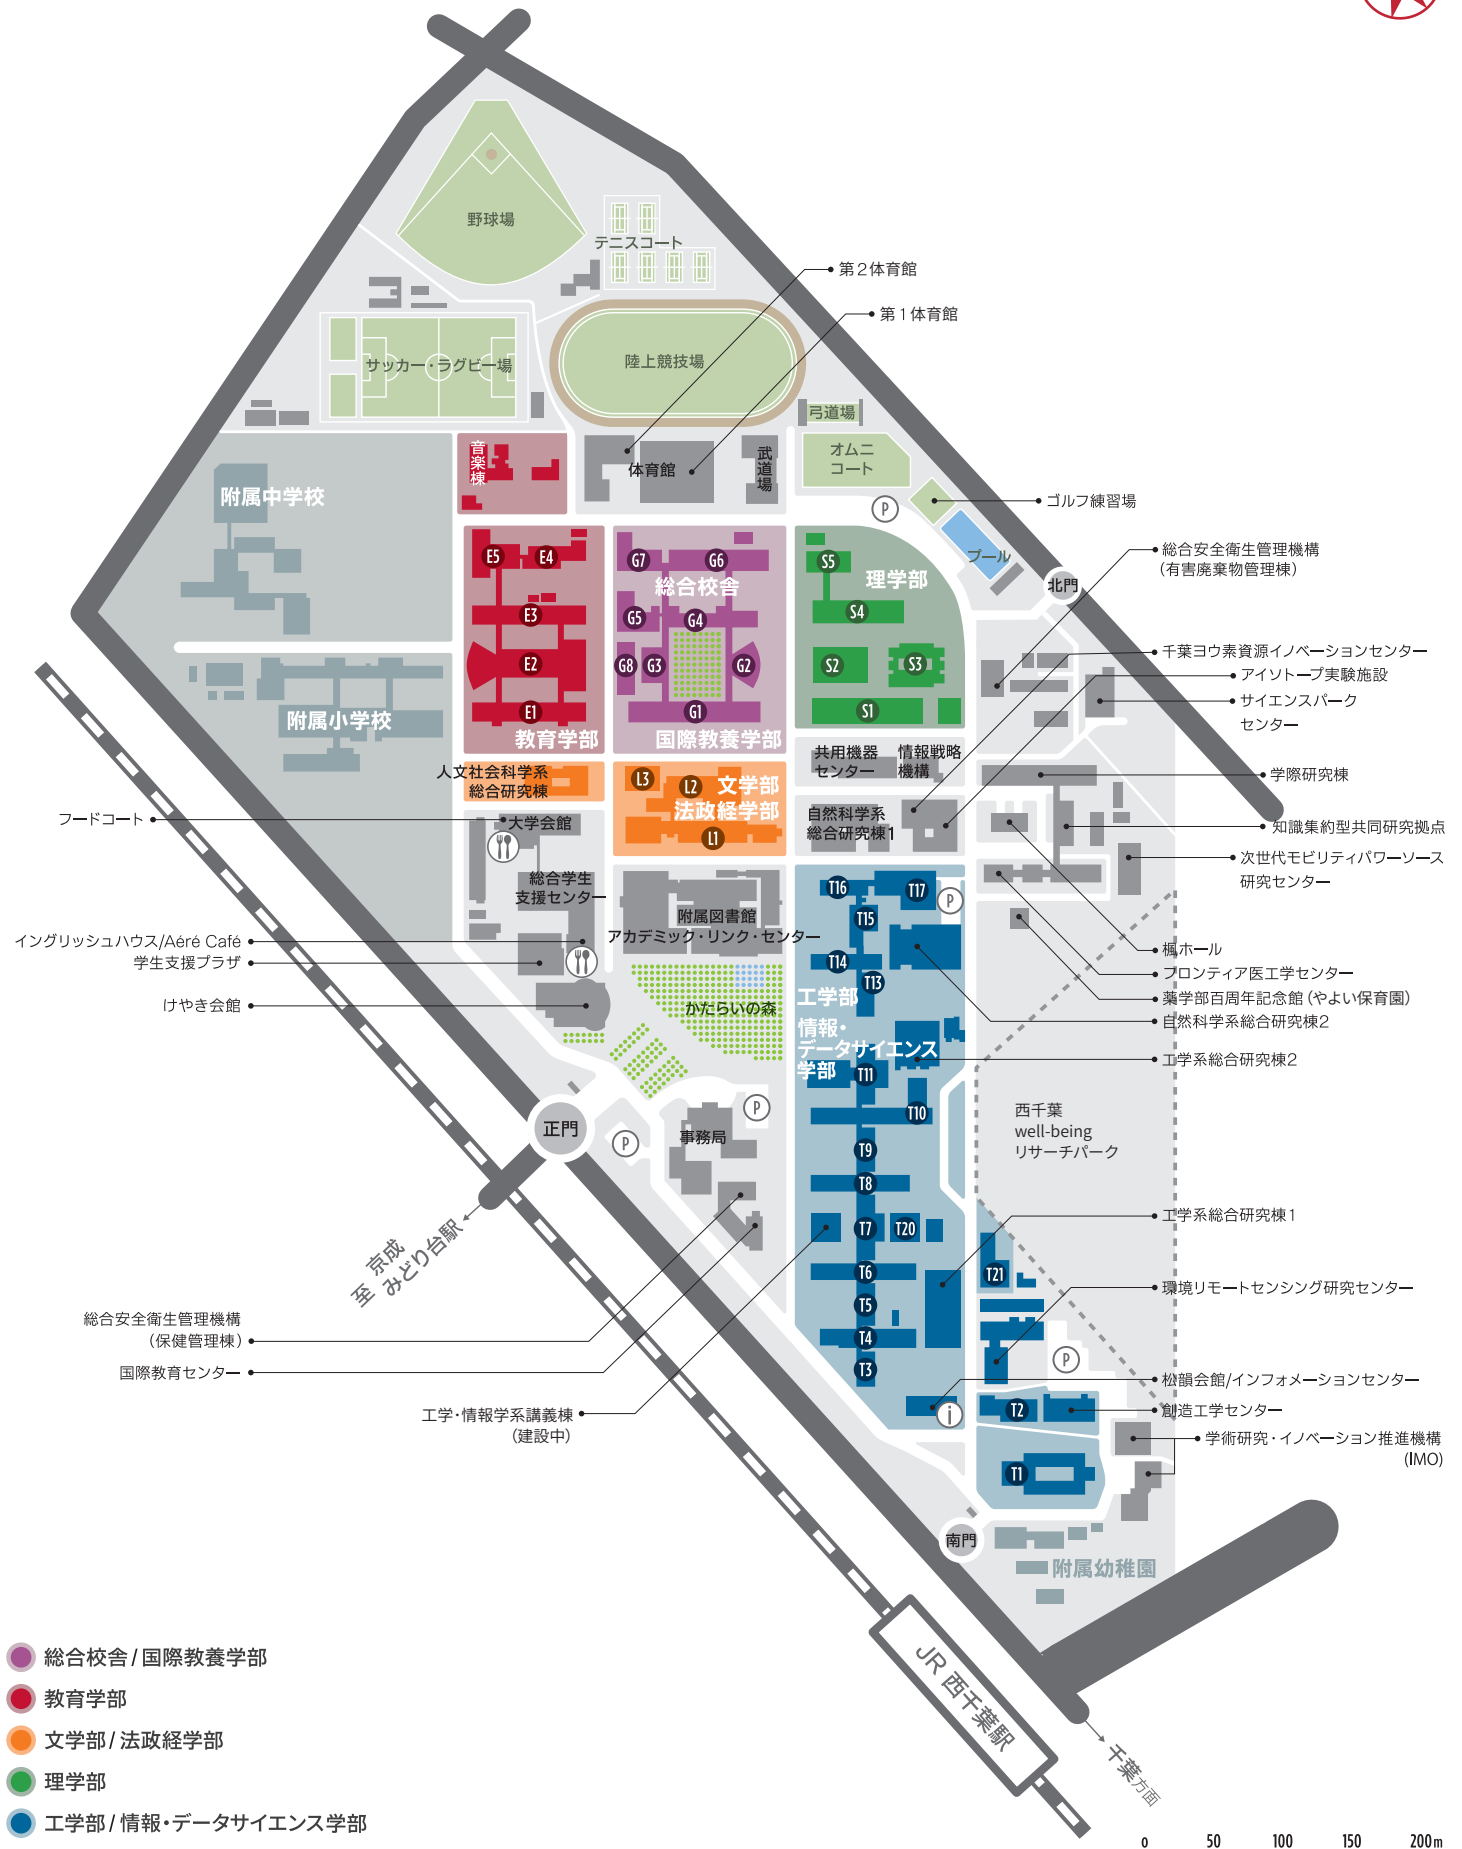 野球場
テニスコート
第2体育館
第1体育館
サッカー・ラグビー場
陸上競技場
弓道場
オムニ
コート
音楽棟
体育館
武道場
附属中学校
P
ゴルフ練習場
プール
北門
総合安全衛生管理機構
(有害廃棄物管理棟)
E5
E4
G7
G6
総合校舎
S5
理学部
E3
G5
G4
S4
E2
G8
G3
G2
S2
S3
千葉ヨウ素資源イノベーションセンター
アイソトープ実験施設
サイエンスパーク
センター
附属小学校
E1
G1
S1
教育学部
国際教養学部
人文社会科学系
総合研究棟
L3
L2
文学部
法政経学部
L1
共用機器
センター
情報戦略
機構
学際研究棟
フードコート
大学会館
自然科学系
総合研究棟1
知識集約型共同研究拠点
次世代モビリティパワーソース
研究センター
総合学生
支援センター
附属図書館
アカデミック・リンク・センター
T16
T17
P
T15
イングリッシュハウス/Aéré Café
学生支援プラザ
T14
T13
楓ホール
フロンティア医工学センター
薬学部百周年記念館(やよい保育園)
自然科学系総合研究棟2
けやき会館
かたらいの森
工学部
情報・
データサイエンス
学部
工学系総合研究棟2
T11
T10
P
正門
P
事務局
西千葉
well-being
リサーチパーク
T9
T8
T7
T20
工学系総合研究棟1
至 京成
みどり台駅
T6
T21
環境リモートセンシング研究センター
T5
総合安全衛生管理機構
(保健管理棟)
T4
国際教育センター
T3
P
松韻会館/インフォメーションセンター
工学・情報学系講義棟
(建設中)
i
T2
創造工学センター
学術研究・イノベーション推進機構
(IMO)
T1
南門
附属幼稚園
JR 西千葉駅
千葉方面
総合校舎 / 国際教養学部
教育学部
文学部 / 法政経学部
理学部
工学部 / 情報・データサイエンス学部
0 50 100 150 200m